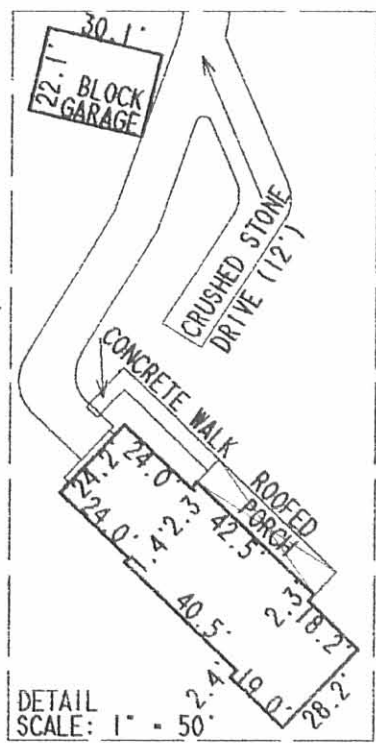 30.1'
22.1'
BLOCK
GARAGE
CRUSHED STONE
DRIVE (12')
CONCRETE WALK
ROOFED
PORCH
24.2'
24.0'
24.0'
2.3'
.4'
42.5'
40.5'
2.3'
18.2'
2.4'
19.0'
28.2'
DETAIL
SCALE: 1" = 50'